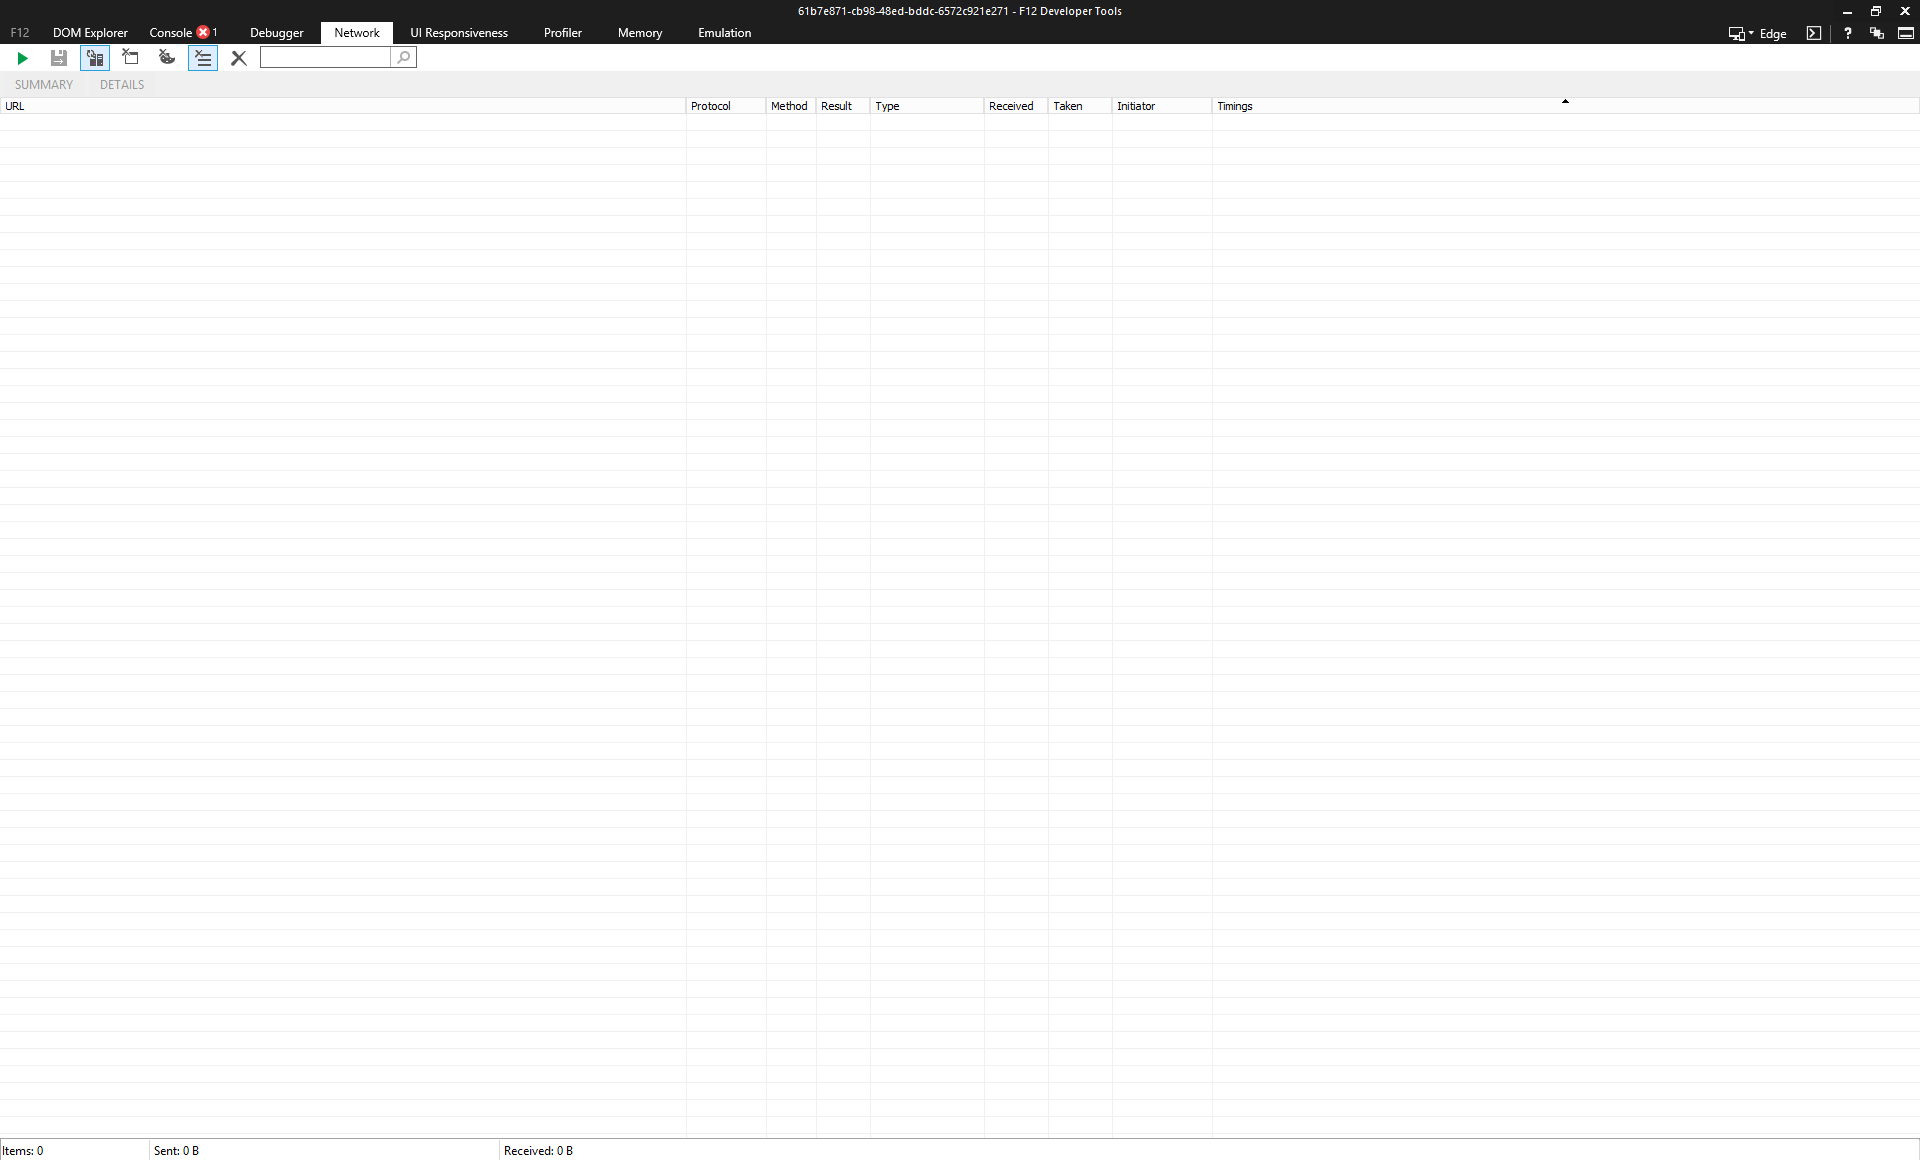 61b7e871-cb98-48ed-bddc-6572c921e271 - F12 Developer Tools
F12 DOM Explorer Console 1 Debugger Network UI Responsiveness Profiler Memory Emulation Edge ?
SUMMARY DETAILS
URL Protocol Method Result Type Received Taken Initiator Timings
Items: 0 Sent: 0 B Received: 0 B